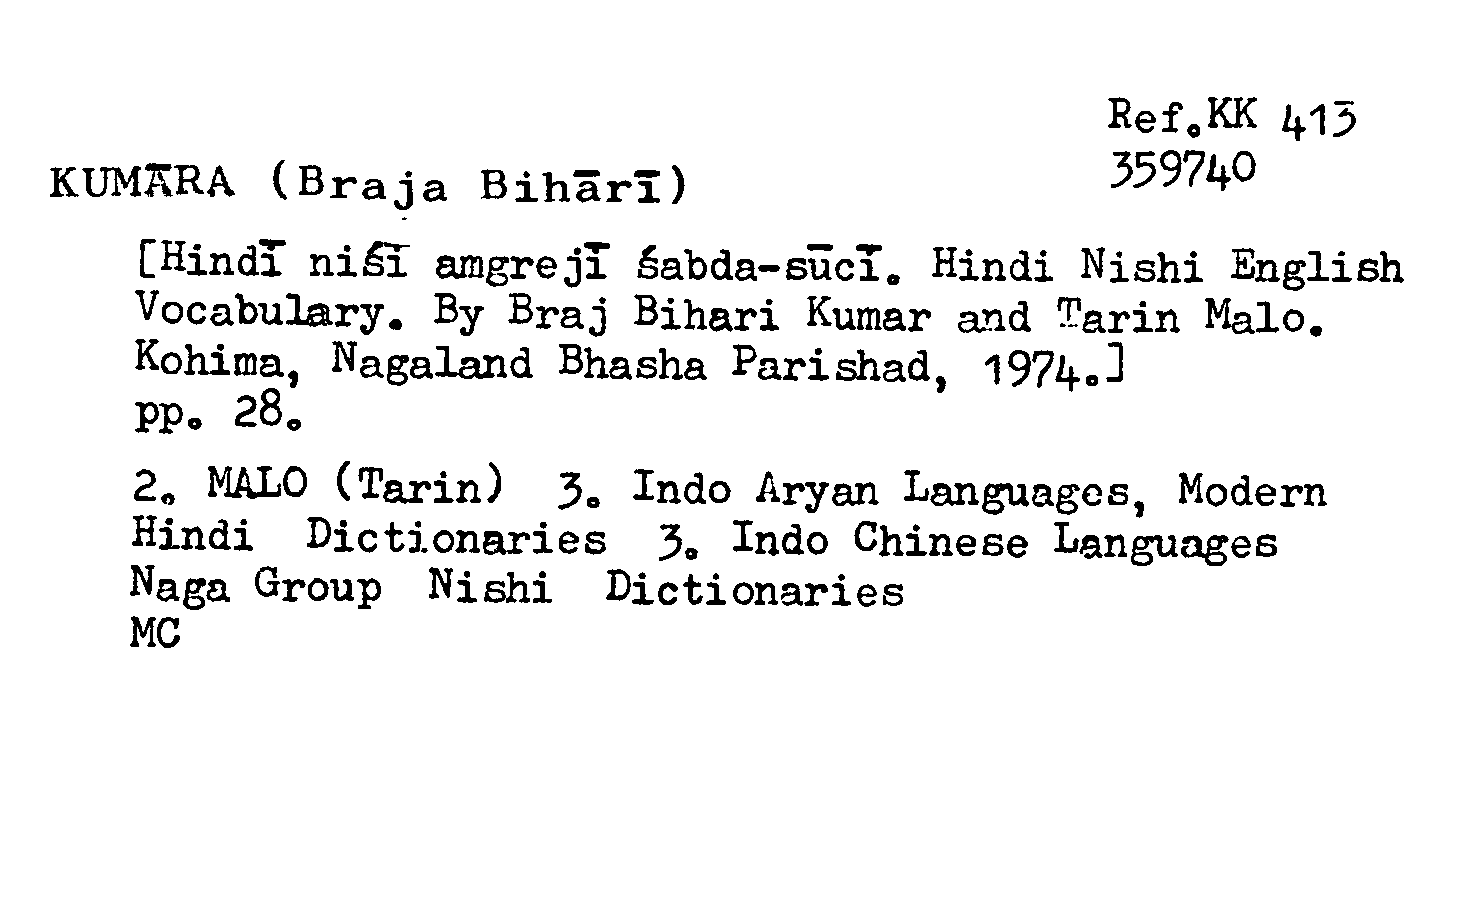 Ref.KK 413
359740
KUMĀRA (Braja Bihārī)
[Hindī niśī amgrejī śabda-sūcī. Hindi Nishi English
Vocabulary. By Braj Bihari Kumar and Tarin Malo.
Kohima, Nagaland Bhasha Parishad, 1974.]
pp. 28.
2. MALO (Tarin) 3. Indo Aryan Languages, Modern
Hindi Dictionaries 3. Indo Chinese Languages
Naga Group Nishi Dictionaries
MC